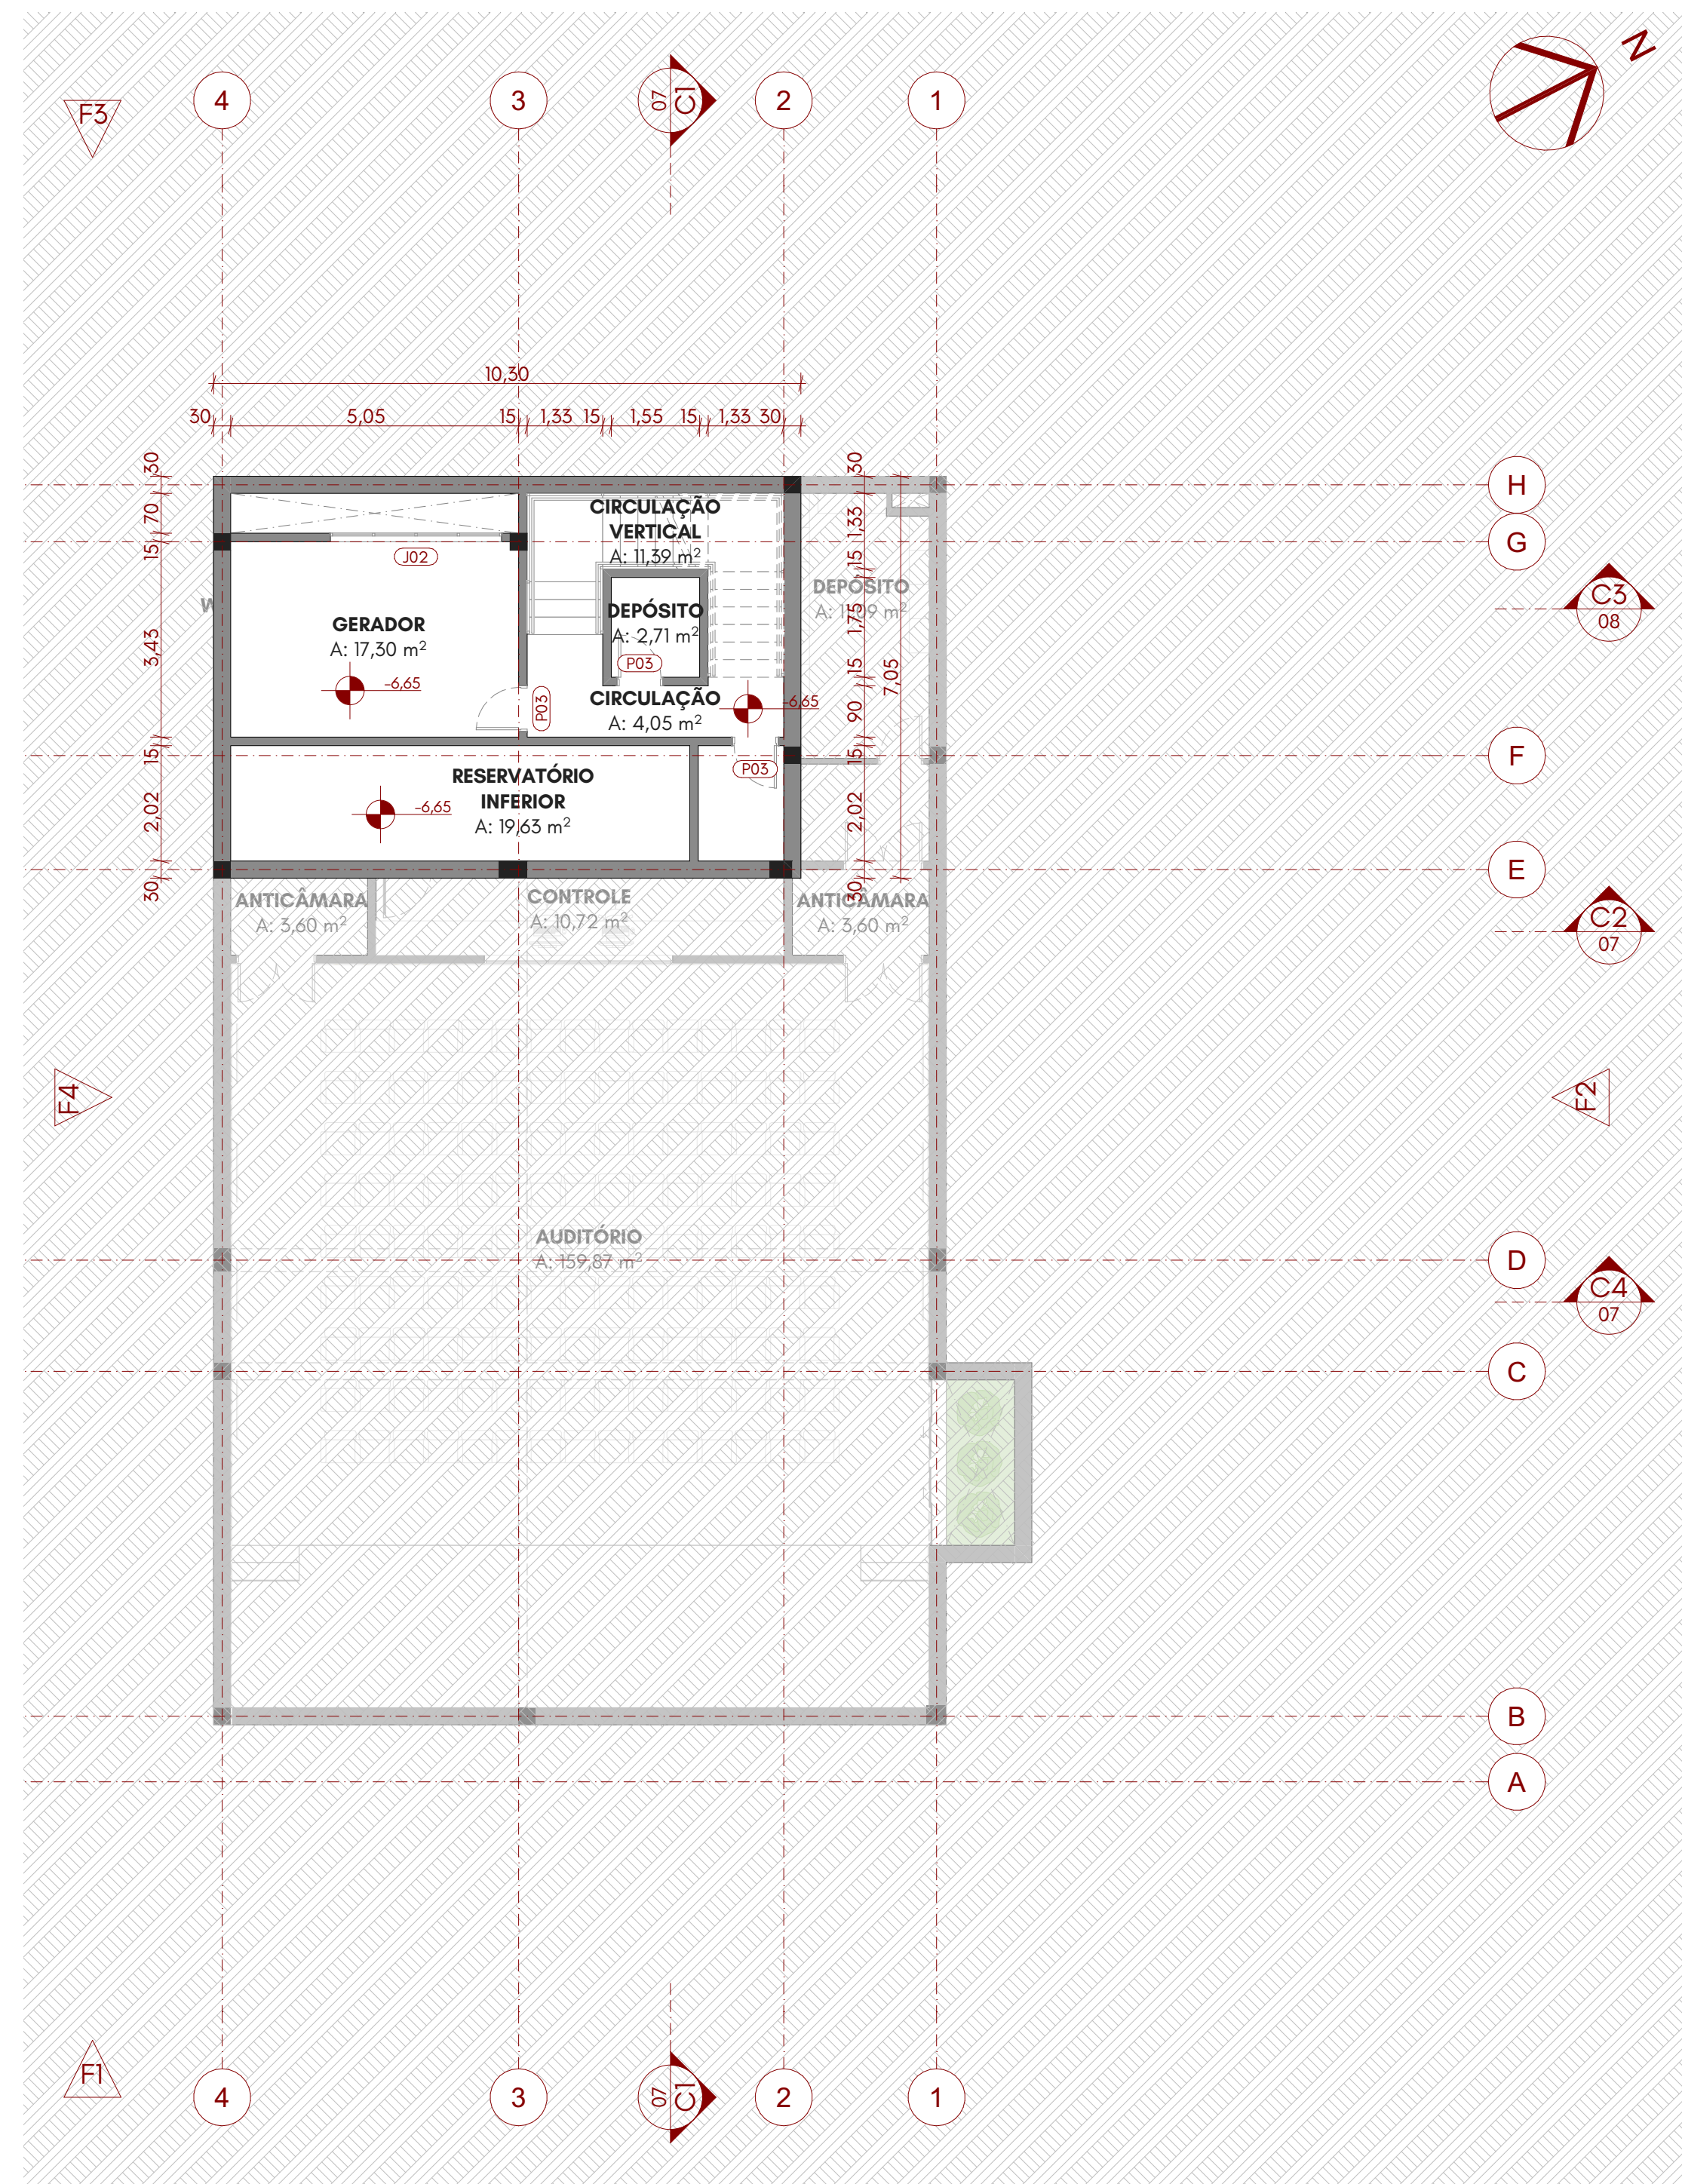 N
F3
4
3
07
C1
2
1
10,30
30
5,05
15
1,33
15
1,55
15
1,33
30
30
70
15
3,43
15
2,02
30
30
1,33
15
1,75
15
90
15
2,02
30
7,05
H
G
C3
08
F
E
C2
07
CIRCULAÇÃO
VERTICAL
A: 11,39 m²
J02
DEPÓSITO
W
DEPÓSITO
A: 2,71 m²
GERADOR
A: 17,30 m²
P03
-6,65
CIRCULAÇÃO
A: 4,05 m²
-6,65
P03
P03
RESERVATÓRIO
INFERIOR
A: 19,63 m²
-6,65
ANTICÂMARA
A: 3,60 m²
CONTROLE
A: 10,72 m²
ANTICÂMARA
A: 3,60 m²
F4
F2
AUDITÓRIO
A: 159,87 m²
D
C4
07
C
B
A
F1
4
3
07
C1
2
1